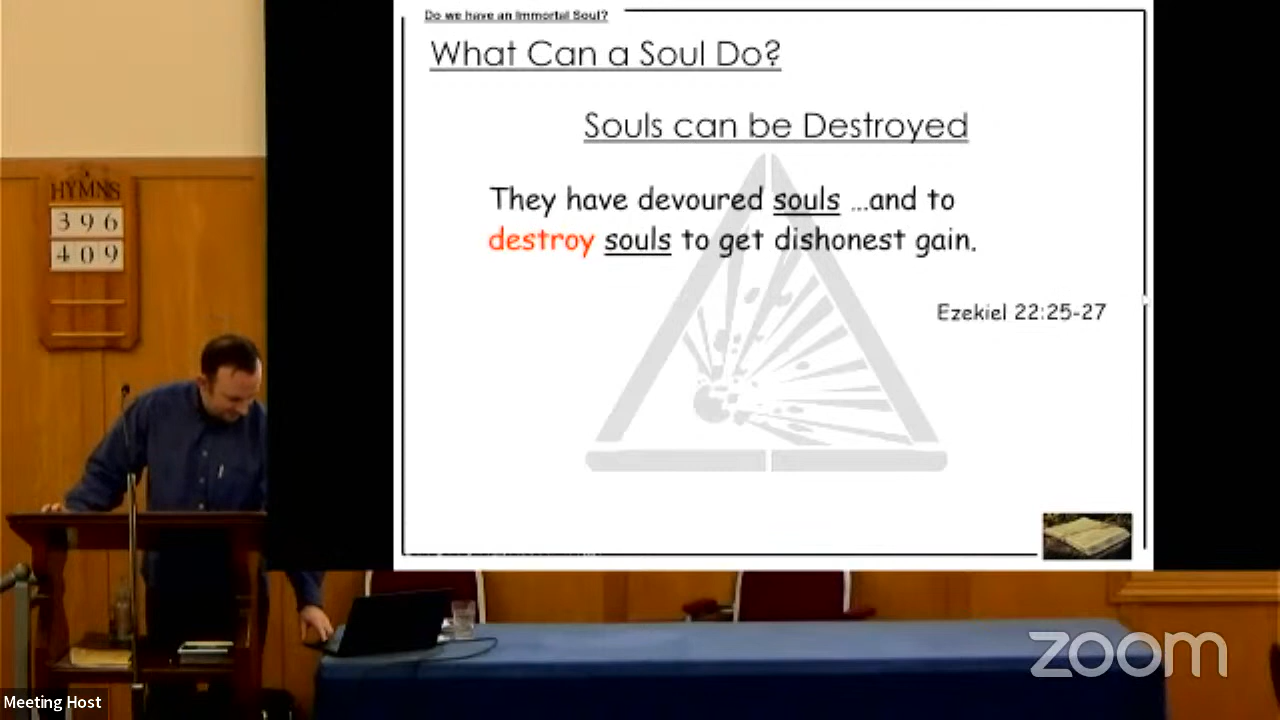 Do we have an Immortal Soul?
What Can a Soul Do?
Souls can be Destroyed
They have devoured souls ...and to
destroy souls to get dishonest gain.
Ezekiel 22:25-27
HYMNS
396
409
zoom
Meeting Host